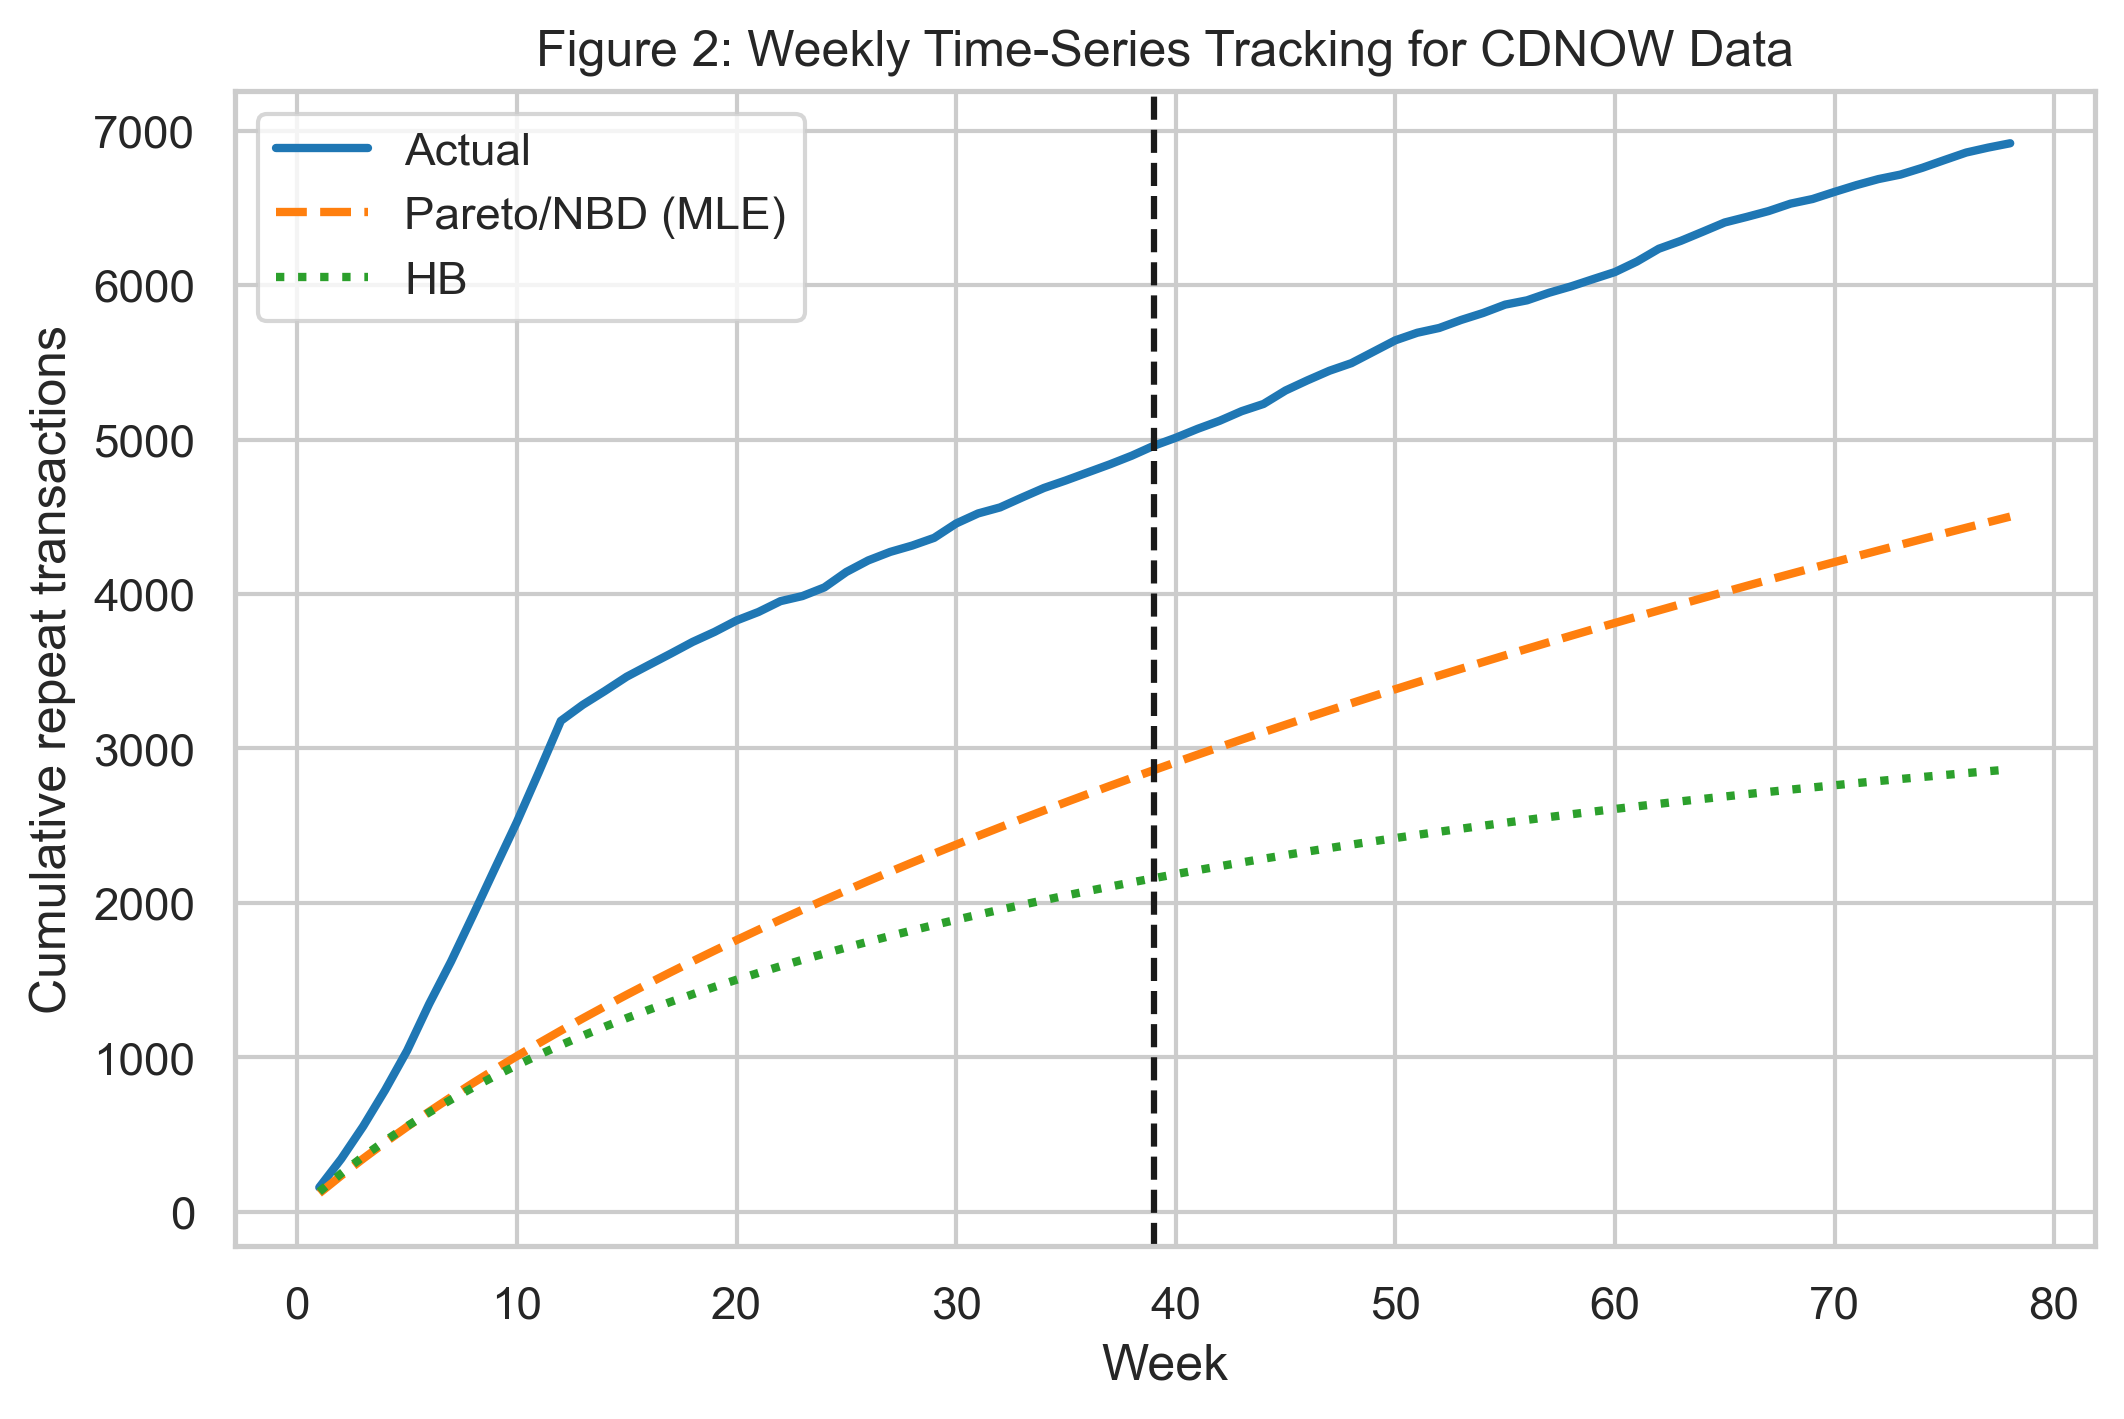 Figure 2: Weekly Time-Series Tracking for CDNOW Data
Actual
Pareto/NBD (MLE)
HB
Cumulative repeat transactions
7000
6000
5000
4000
3000
2000
1000
0
0 10 20 30 40 50 60 70 80
Week